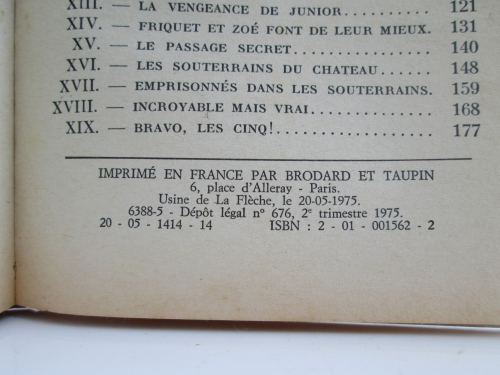 XIII. — LA VENGEANCE DE JUNIOR.................. 121
XIV. — FRIQUET ET ZOÉ FONT DE LEUR MIEUX. 131
XV. — LE PASSAGE SECRET........................ 140
XVI. — LES SOUTERRAINS DU CHATEAU....... 148
XVII. — EMPRISONNÉS DANS LES SOUTERRAINS. 159
XVIII. — INCROYABLE MAIS VRAI................ 168
XIX. — BRAVO, LES CINQ!........................ 177
IMPRIMÉ EN FRANCE PAR BRODARD ET TAUPIN
6, place d'Alleray - Paris.
Usine de La Flèche, le 20-05-1975.
6388-5 - Dépôt légal nº 676, 2e trimestre 1975.
20 - 05 - 1414 - 14 ISBN : 2 - 01 - 001562 - 2